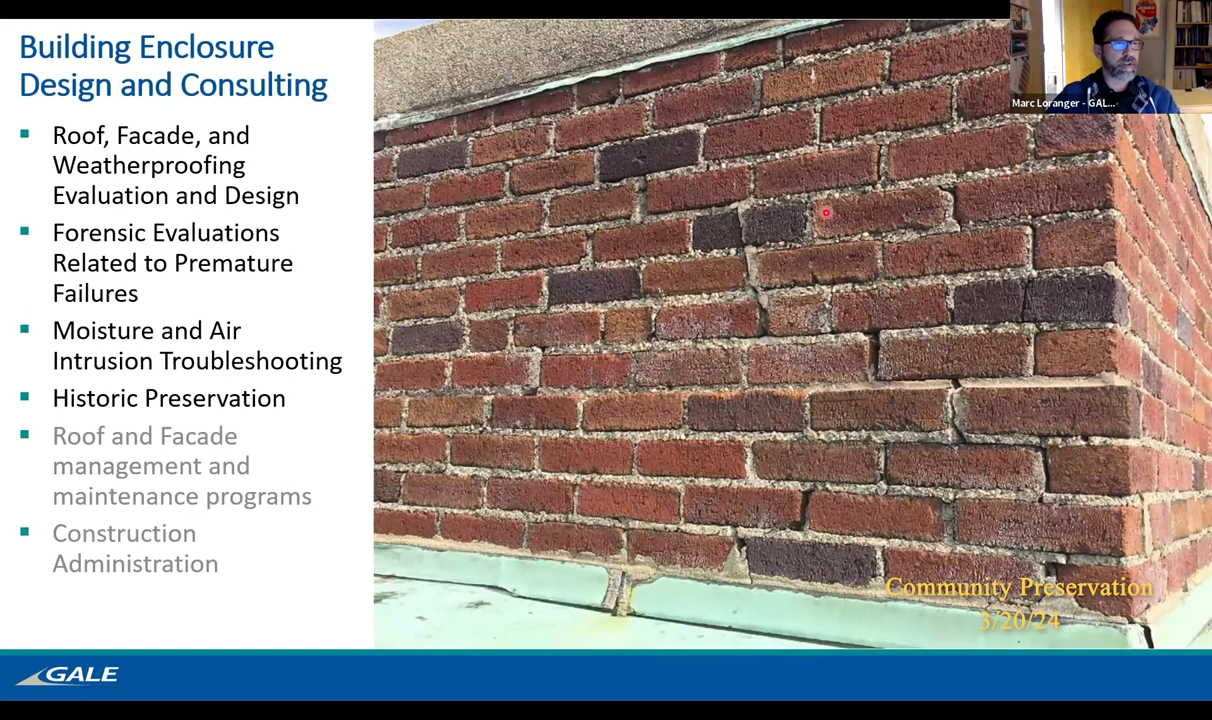 Building Enclosure
Design and Consulting
Roof, Facade, and
Weatherproofing
Evaluation and Design
Forensic Evaluations
Related to Premature
Failures
Moisture and Air
Intrusion Troubleshooting
Historic Preservation
Roof and Facade
management and
maintenance programs
Construction
Administration
Marc Loranger - GAL...
Community Preservation
3/20/24
GALE